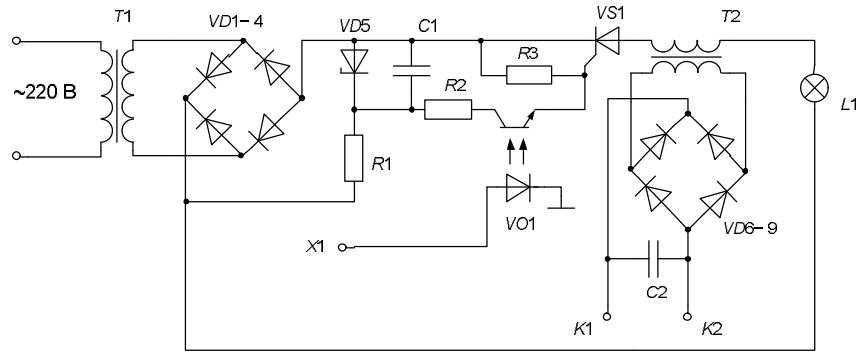 T1
VD1–4
VD5
C1
VS1
T2
R3
~220 В
R2
L1
R1
VO1
X1
VD6–9
C2
K1
K2